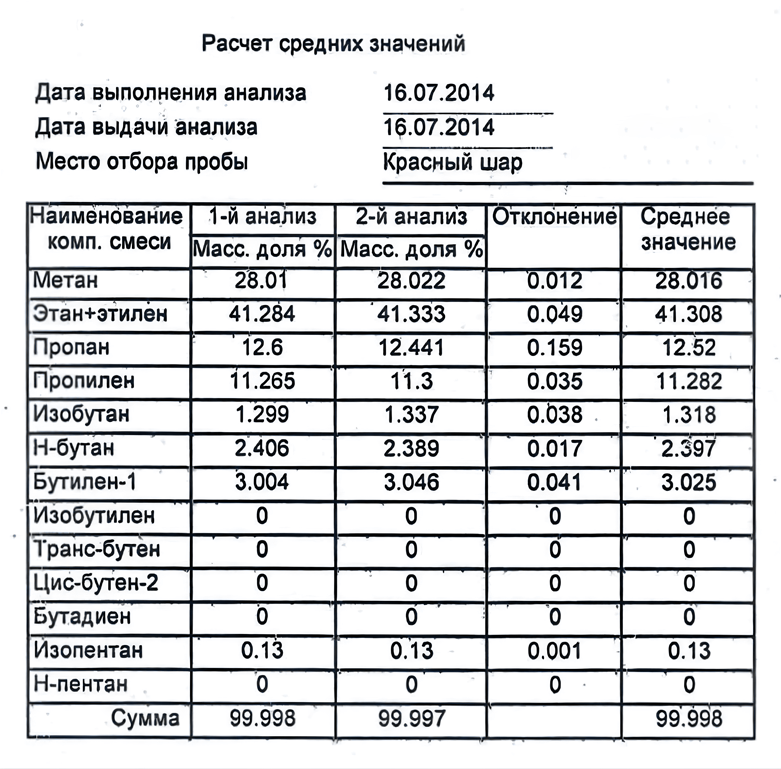 Расчет средних значений
Дата выполнения анализа 16.07.2014
Дата выдачи анализа 16.07.2014
Место отбора пробы Красный шар
Наименование комп. смеси 1-й анализ 2-й анализ Отклонение Среднее значение
Масс. доля % Масс. доля %
Метан 28.01 28.022 0.012 28.016
Этан+этилен 41.284 41.333 0.049 41.308
Пропан 12.6 12.441 0.159 12.52
Пропилен 11.265 11.3 0.035 11.282
Изобутан 1.299 1.337 0.038 1.318
Н-бутан 2.406 2.389 0.017 2.397
Бутилен-1 3.004 3.046 0.041 3.025
Изобутилен 0 0 0 0
Транс-бутен 0 0 0 0
Цис-бутен-2 0 0 0 0
Бутадиен 0 0 0 0
Изопентан 0.13 0.13 0.001 0.13
Н-пентан 0 0 0 0
Сумма 99.998 99.997 99.998